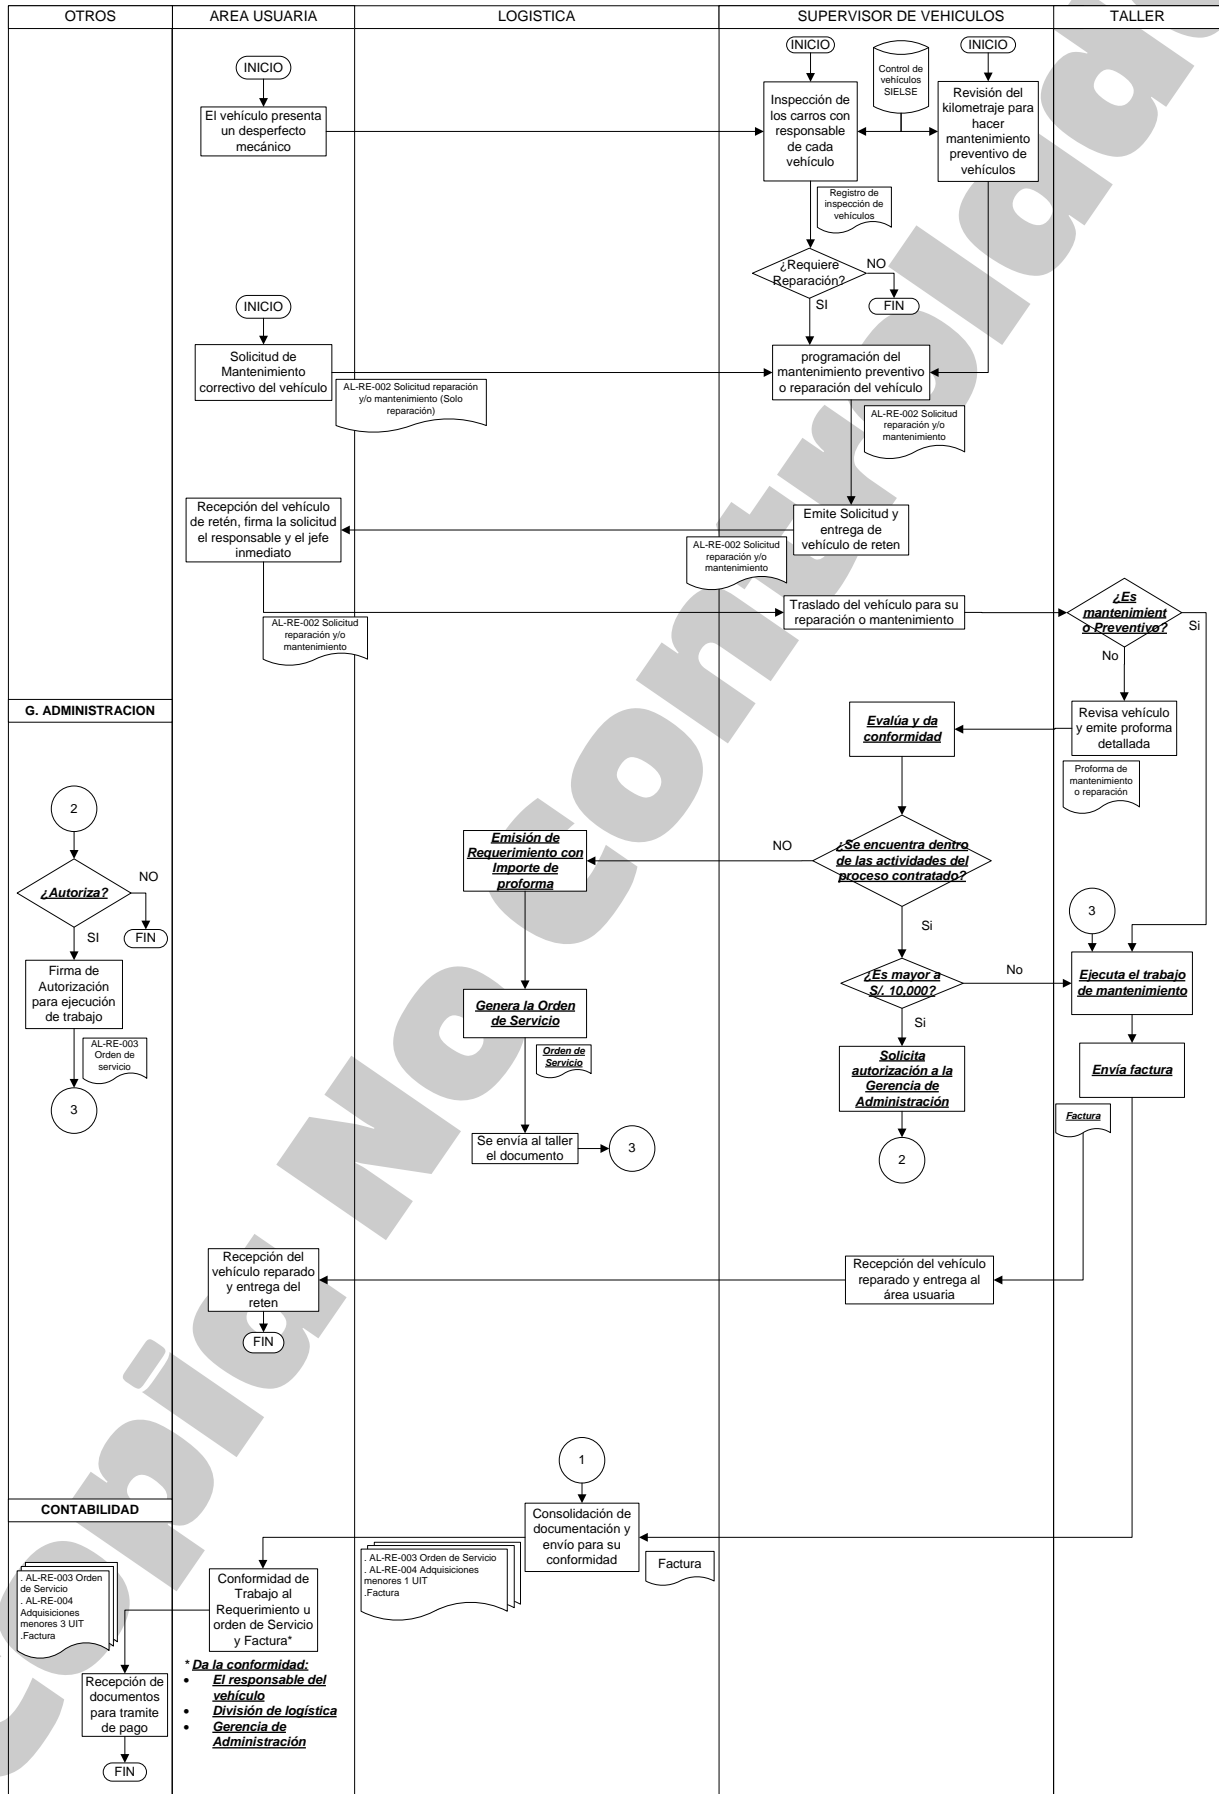 OTROS
AREA USUARIA
LOGISTICA
SUPERVISOR DE VEHICULOS
TALLER
INICIO
El vehículo presenta
un desperfecto
mecánico
INICIO
Control de
vehículos
SIELSE
INICIO
Inspección de
los carros con
responsable
de cada
vehículo
Revisión del
kilometraje para
hacer
mantenimiento
preventivo de
vehículos
Registro de
inspección de
vehículos
¿Requiere
Reparación?
NO
SI
FIN
INICIO
Solicitud de
Mantenimiento
correctivo del vehículo
AL-RE-002 Solicitud reparación
y/o mantenimiento (Solo
reparación)
programación del
mantenimiento preventivo
o reparación del vehículo
AL-RE-002 Solicitud
reparación y/o
mantenimiento
Recepción del vehículo
de retén, firma la solicitud
el responsable y el jefe
inmediato
Emite Solicitud y
entrega de
vehículo de reten
AL-RE-002 Solicitud
reparación y/o
mantenimiento
AL-RE-002 Solicitud
reparación y/o
mantenimiento
Traslado del vehículo para su
reparación o mantenimiento
¿Es
mantenimient
o Preventivo?
Si
No
G. ADMINISTRACION
Evalúa y da
conformidad
Revisa vehículo
y emite proforma
detallada
Proforma de
mantenimiento
o reparación
2
¿Autoriza?
NO
SI
FIN
Firma de
Autorización
para ejecución
de trabajo
AL-RE-003
Orden de
servicio
3
Emisión de
Requerimiento con
Importe de
proforma
NO
¿Se encuentra dentro
de las actividades del
proceso contratado?
Si
3
Genera la Orden
de Servicio
Orden de
Servicio
¿Es mayor a
S/. 10,000?
No
Si
Ejecuta el trabajo
de mantenimiento
Solicita
autorización a la
Gerencia de
Administración
Envía factura
Factura
Se envía al taller
el documento
3
2
Recepción del
vehículo reparado
y entrega del
reten
Recepción del vehículo
reparado y entrega al
área usuaria
FIN
1
CONTABILIDAD
Consolidación de
documentación y
envío para su
conformidad
. AL-RE-003 Orden de Servicio
. AL-RE-004 Adquisiciones
menores 1 UIT
.Factura
Factura
. AL-RE-003 Orden
de Servicio
. AL-RE-004
Adquisiciones
menores 3 UIT
.Factura
Conformidad de
Trabajo al
Requerimiento u
orden de Servicio
y Factura*
* Da la conformidad:
• El responsable del
vehículo
• División de logística
• Gerencia de
Administración
Recepción de
documentos
para tramite
de pago
FIN
Copia No Controlada